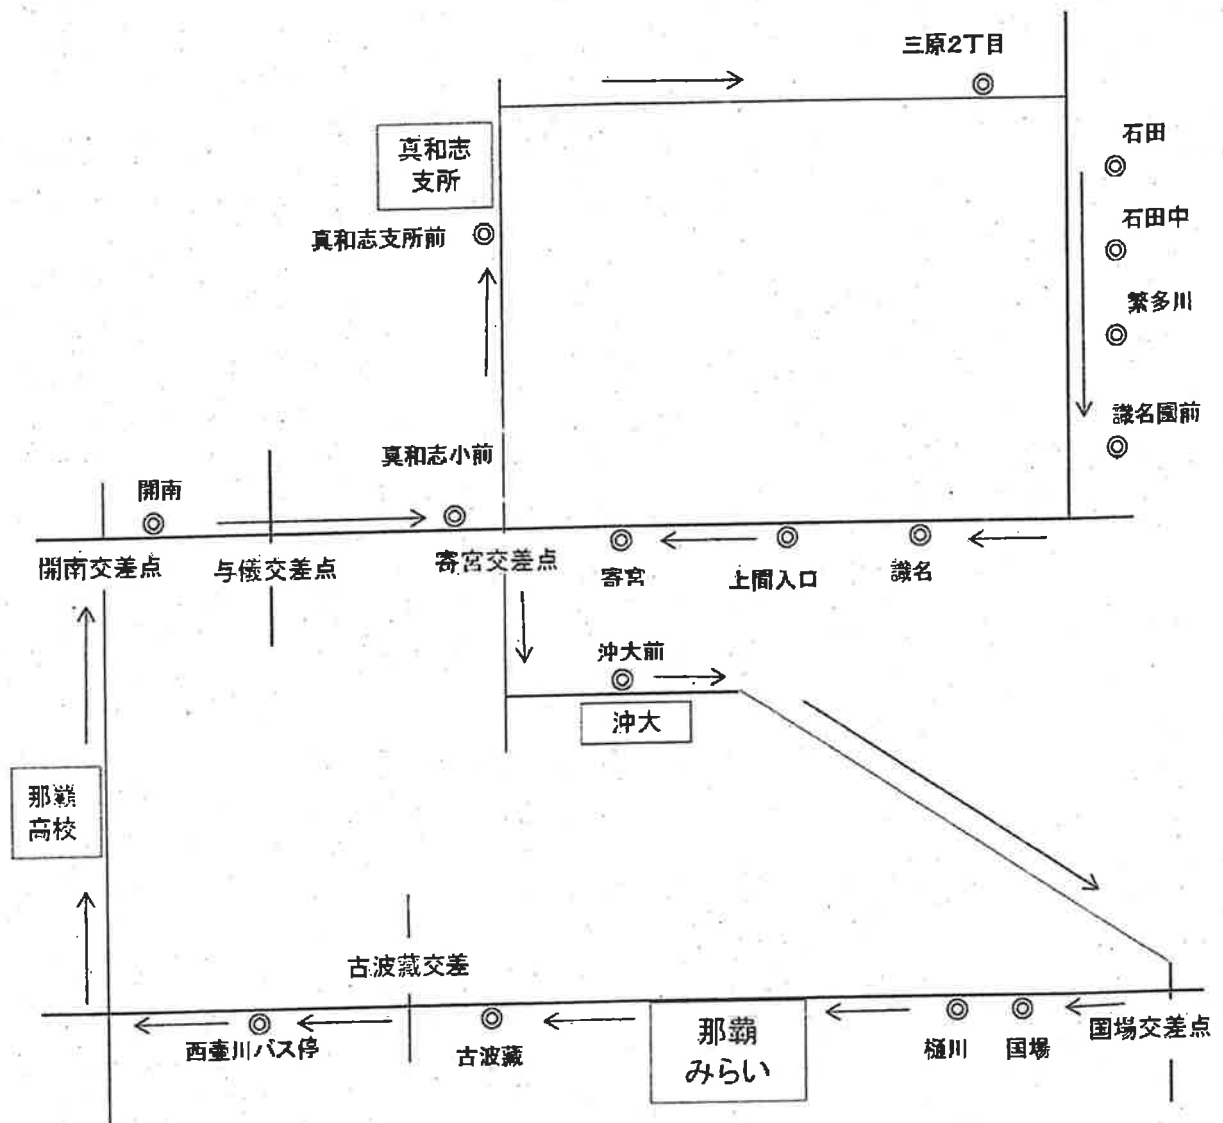 三原2丁目
石田
真和志
支所
石田中
真和志支所前
繁多川
識名園前
真和志小前
開南
開南交差点
与儀交差点
寄宮交差点
寄宮
上間入口
識名
沖大前
沖大
那覇
高校
古波蔵交差
西壷川バス停
古波蔵
那覇
みらい
樋川
国場
国場交差点